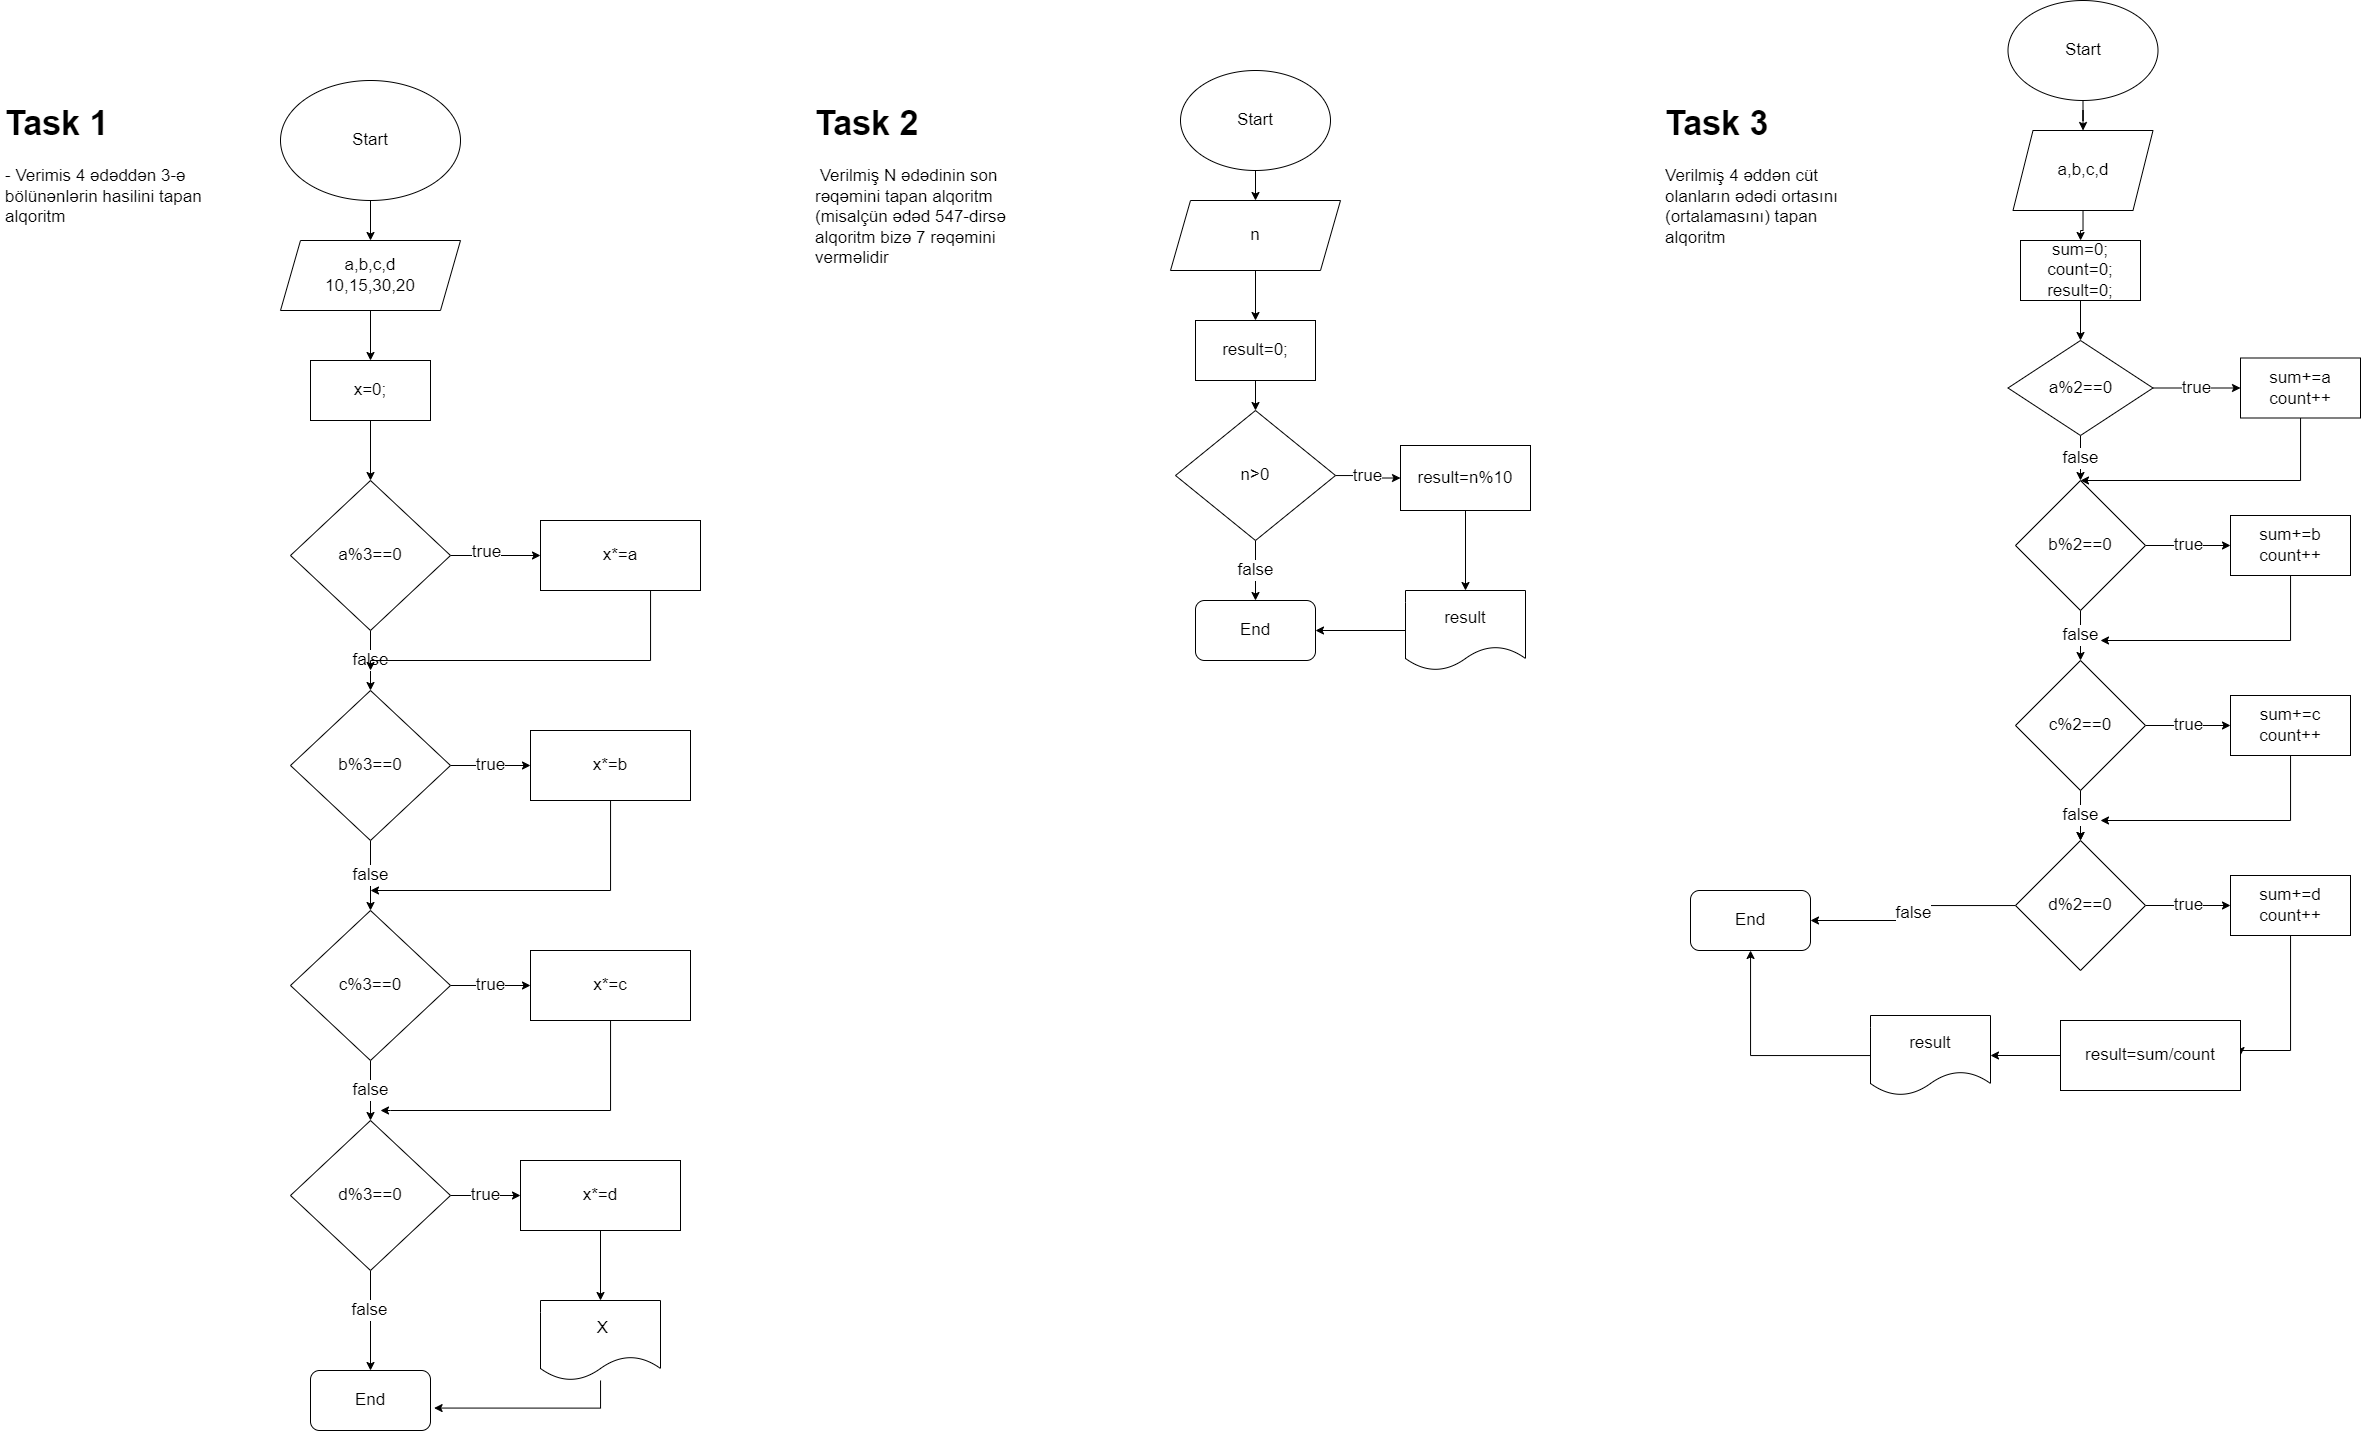 Task 1
- Verimis 4 ədəddən 3-ə
bölünənlərin hasilini tapan
alqoritm
Start
a,b,c,d
10,15,30,20
x=0;
a%3==0
true
x*=a
false
b%3==0
true
x*=b
false
c%3==0
true
x*=c
false
d%3==0
true
x*=d
false
X
End
Task 2
Verilmiş N ədədinin son
rəqəmini tapan alqoritm
(misalçün ədəd 547-dirsə
alqoritm bizə 7 rəqəmini
verməlidir
Start
n
result=0;
n>0
true
result=n%10
false
End
result
Task 3
Verilmiş 4 əddən cüt
olanların ədədi ortasını
(ortalamasını) tapan
alqoritm
Start
a,b,c,d
sum=0;
count=0;
result=0;
a%2==0
true
sum+=a
count++
false
b%2==0
true
sum+=b
count++
false
c%2==0
true
sum+=c
count++
false
d%2==0
true
sum+=d
count++
false
End
result
result=sum/count